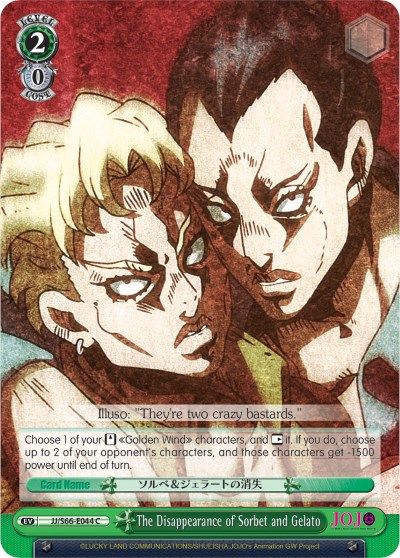 LEVEL
2
0
COST
Illuso: "They're two crazy bastards."
Choose 1 of your «Golden Wind» characters, and it. If you do, choose
up to 2 of your opponent's characters, and those characters get -1500
power until end of turn.
Card Name
ソルベ&ジェラートの消失
EV JJ/S66-E044 C The Disappearance of Sorbet and Gelato JOJO
©LUCKY LAND COMMUNICATIONS/SHUEISHA,JOJO's Animation GW Project